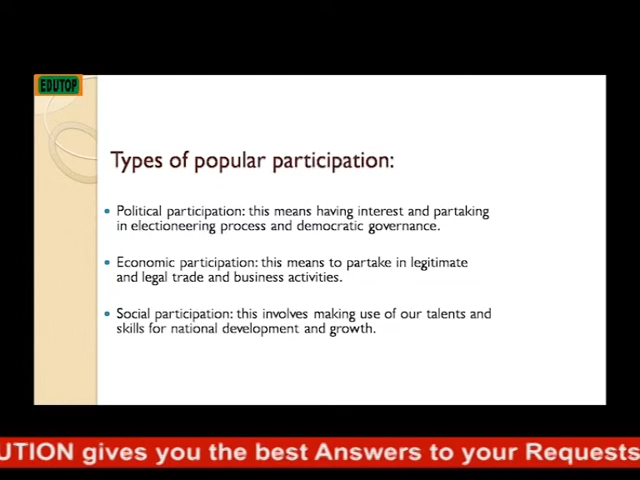 EDUTOP
Types of popular participation:
Political participation: this means having interest and partaking
in electioneering process and democratic governance.
Economic participation: this means to partake in legitimate
and legal trade and business activities.
Social participation: this involves making use of our talents and
skills for national development and growth.
UTION gives you the best Answers to your Requests